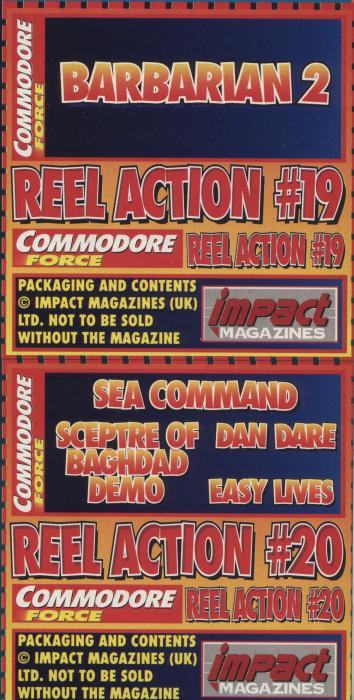 COMMODORE
FORCE
BARBARIAN 2
REEL ACTION #19
COMMODORE
FORCE
REEL ACTION #19
PACKAGING AND CONTENTS
© IMPACT MAGAZINES (UK)
LTD. NOT TO BE SOLD
WITHOUT THE MAGAZINE
impact
MAGAZINES
COMMODORE
FORCE
SEA COMMAND
SCEPTRE OF
BAGHDAD
DEMO
DAN DARE
EASY LIVES
REEL ACTION #20
COMMODORE
FORCE
REEL ACTION #20
PACKAGING AND CONTENTS
© IMPACT MAGAZINES (UK)
LTD. NOT TO BE SOLD
WITHOUT THE MAGAZINE
impact
MAGAZINES